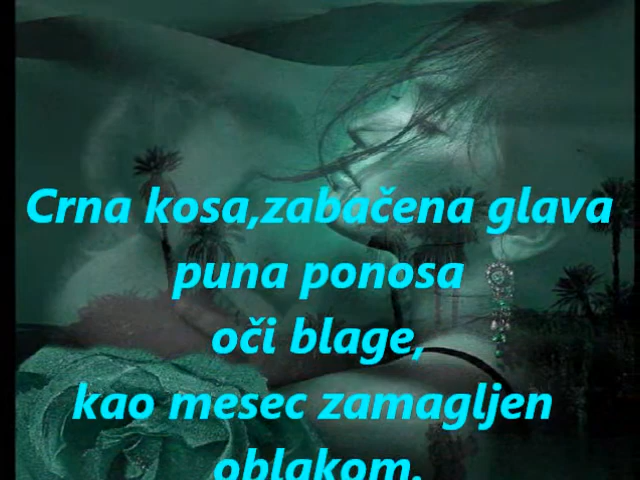 Crna kosa,zabačena glava
puna ponosa
oči blage,
kao mesec zamagljen
oblakom.